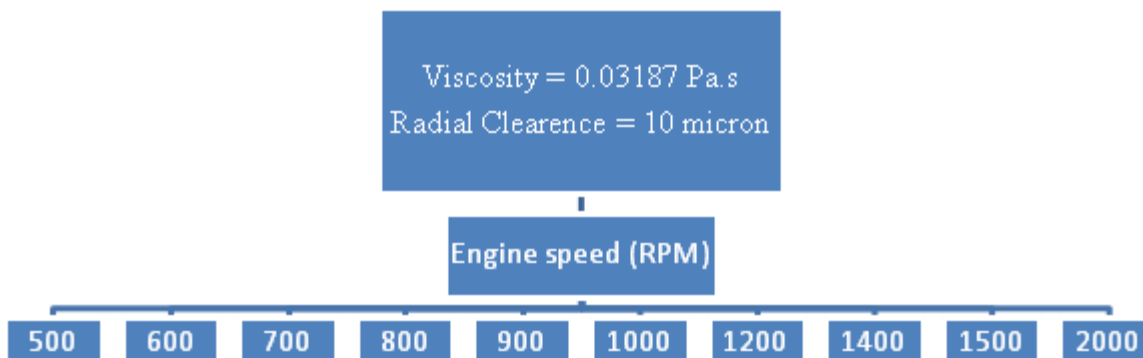 Viscosity = 0.03187 Pa.s
Radial Clearence = 10 micron
Engine speed (RPM)
500 600 700 800 900 1000 1200 1400 1500 2000